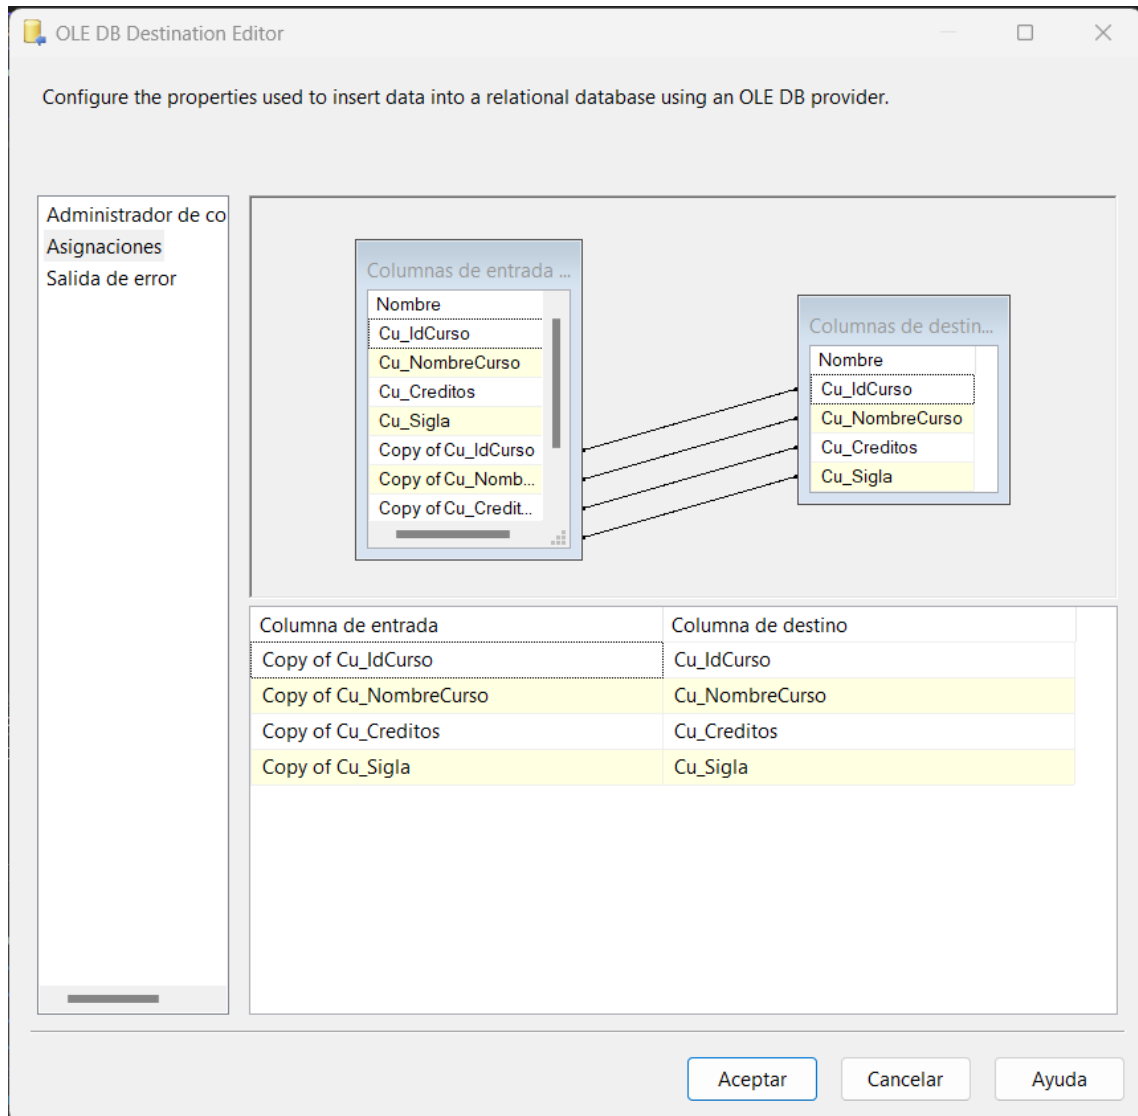 OLE DB Destination Editor
Configure the properties used to insert data into a relational database using an OLE DB provider.
Administrador de co
Asignaciones
Salida de error
Columnas de entrada ...
Nombre
Cu_IdCurso
Cu_NombreCurso
Cu_Creditos
Cu_Sigla
Copy of Cu_IdCurso
Copy of Cu_Nomb...
Copy of Cu_Credit...
Columnas de destin...
Nombre
Cu_IdCurso
Cu_NombreCurso
Cu_Creditos
Cu_Sigla
Columna de entrada Columna de destino
Copy of Cu_IdCurso Cu_IdCurso
Copy of Cu_NombreCurso Cu_NombreCurso
Copy of Cu_Creditos Cu_Creditos
Copy of Cu_Sigla Cu_Sigla
Aceptar Cancelar Ayuda